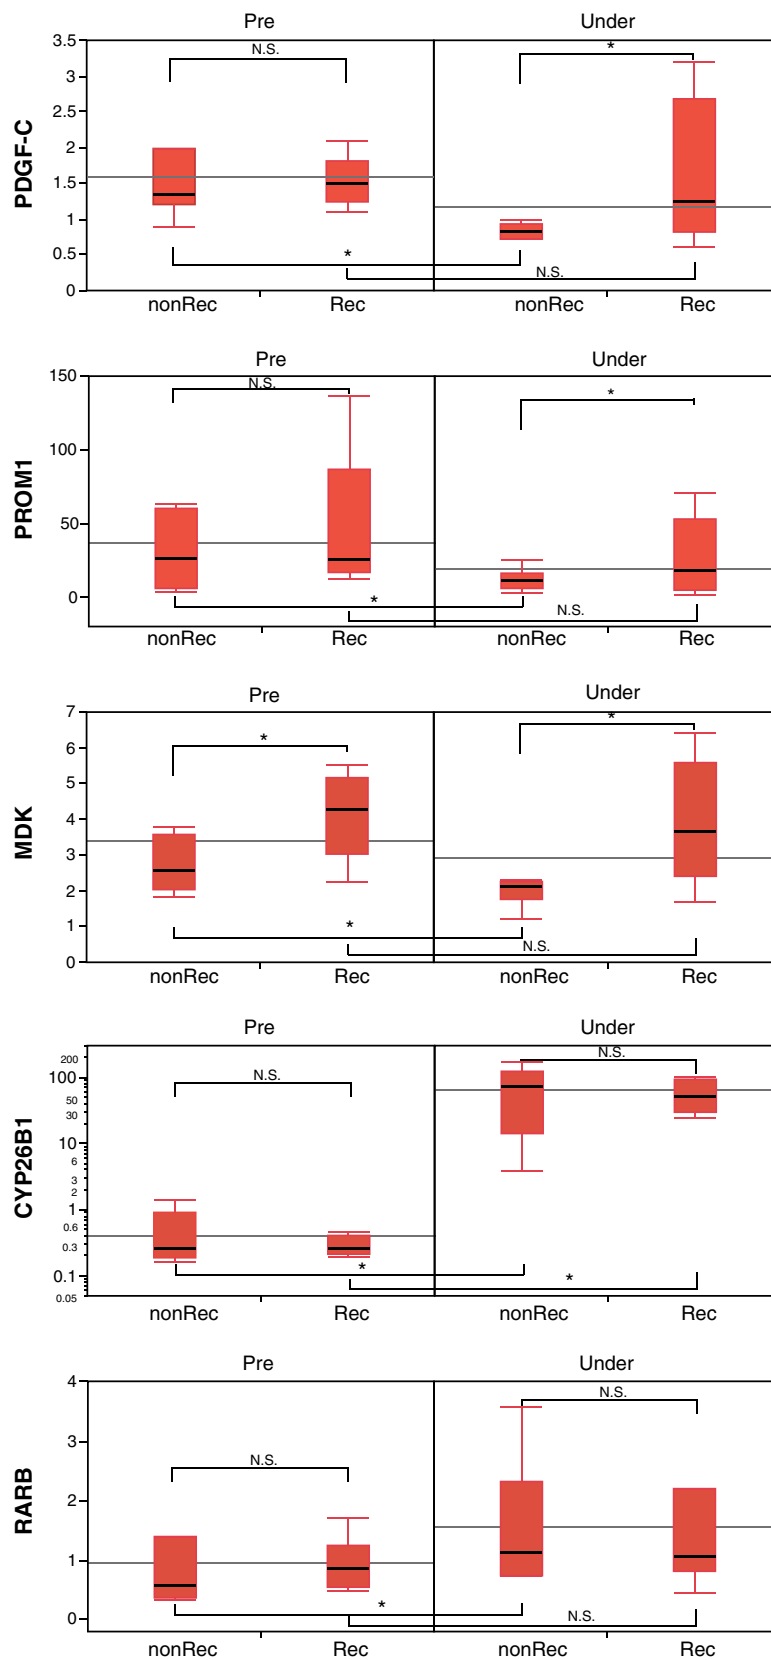 Pre Under
PDGF-C
3.5
3
2.5
2
1.5
1
0.5
0
N.S.
*
*
N.S.
nonRec Rec nonRec Rec
Pre Under
PROM1
150
100
50
0
N.S.
*
*
N.S.
nonRec Rec nonRec Rec
Pre Under
MDK
7
6
5
4
3
2
1
0
*
*
*
N.S.
nonRec Rec nonRec Rec
Pre Under
CYP26B1
200
100
50
30
10
6
3
2
1
0.6
0.3
0.1
0.05
N.S.
N.S.
*
*
nonRec Rec nonRec Rec
Pre Under
RARB
4
3
2
1
0
N.S.
N.S.
*
N.S.
nonRec Rec nonRec Rec